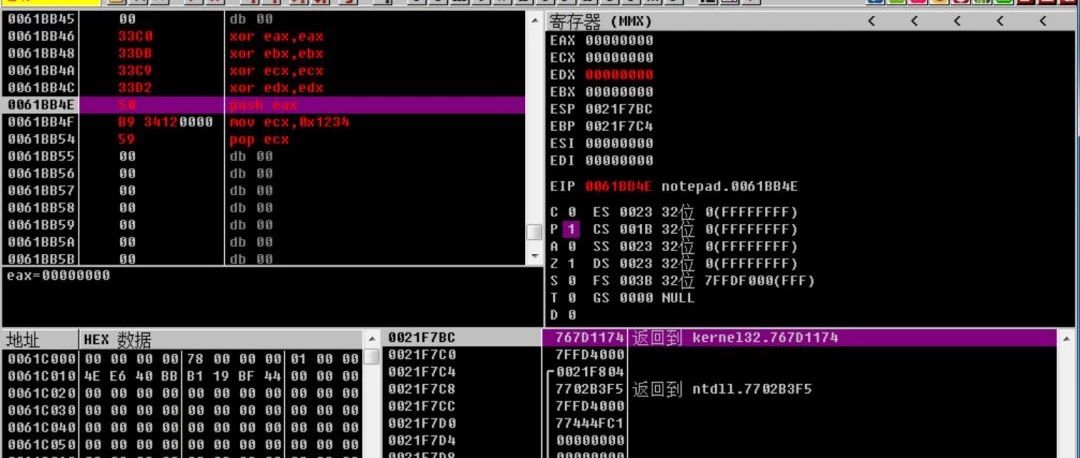 0061BB45 00 db 00
0061BB46 33C0 xor eax,eax
0061BB48 33DB xor ebx,ebx
0061BB4A 33C9 xor ecx,ecx
0061BB4C 33D2 xor edx,edx
0061BB4E 50 push eax
0061BB4F B9 34120000 mov ecx,0x1234
0061BB54 59 pop ecx
0061BB55 00 db 00
0061BB56 00 db 00
0061BB57 00 db 00
0061BB58 00 db 00
0061BB59 00 db 00
0061BB5A 00 db 00
0061BB5B 00 db 00
eax=00000000
寄存器 (MMX) < < < < <
EAX 00000000
ECX 00000000
EDX 00000000
EBX 00000000
ESP 0021F7BC
EBP 0021F7C4
ESI 00000000
EDI 00000000
EIP 0061BB4E notepad.0061BB4E
C 0 ES 0023 32位 0(FFFFFFFF)
P 1 CS 001B 32位 0(FFFFFFFF)
A 0 SS 0023 32位 0(FFFFFFFF)
Z 1 DS 0023 32位 0(FFFFFFFF)
S 0 FS 003B 32位 7FFDF000(FFF)
T 0 GS 0000 NULL
D 0
地址 HEX 数据
0061C000 00 00 00 00 78 00 00 00 01 00 00
0061C010 4E E6 40 BB B1 19 BF 44 00 00 00
0061C020 00 00 00 00 00 00 00 00 00 00 00
0061C030 00 00 00 00 00 00 00 00 00 00 00
0061C040 00 00 00 00 00 00 00 00 00 00 00
0061C050 00 00 00 00 00 00 00 00 00 00 00
0021F7BC 767D1174 返回到 kernel32.767D1174
0021F7C0 7FFD4000
0021F7C4 0021F804
0021F7C8 7702B3F5 返回到 ntdll.7702B3F5
0021F7CC 7FFD4000
0021F7D0 77444FC1
0021F7D4 00000000
0021F7D8 00000000